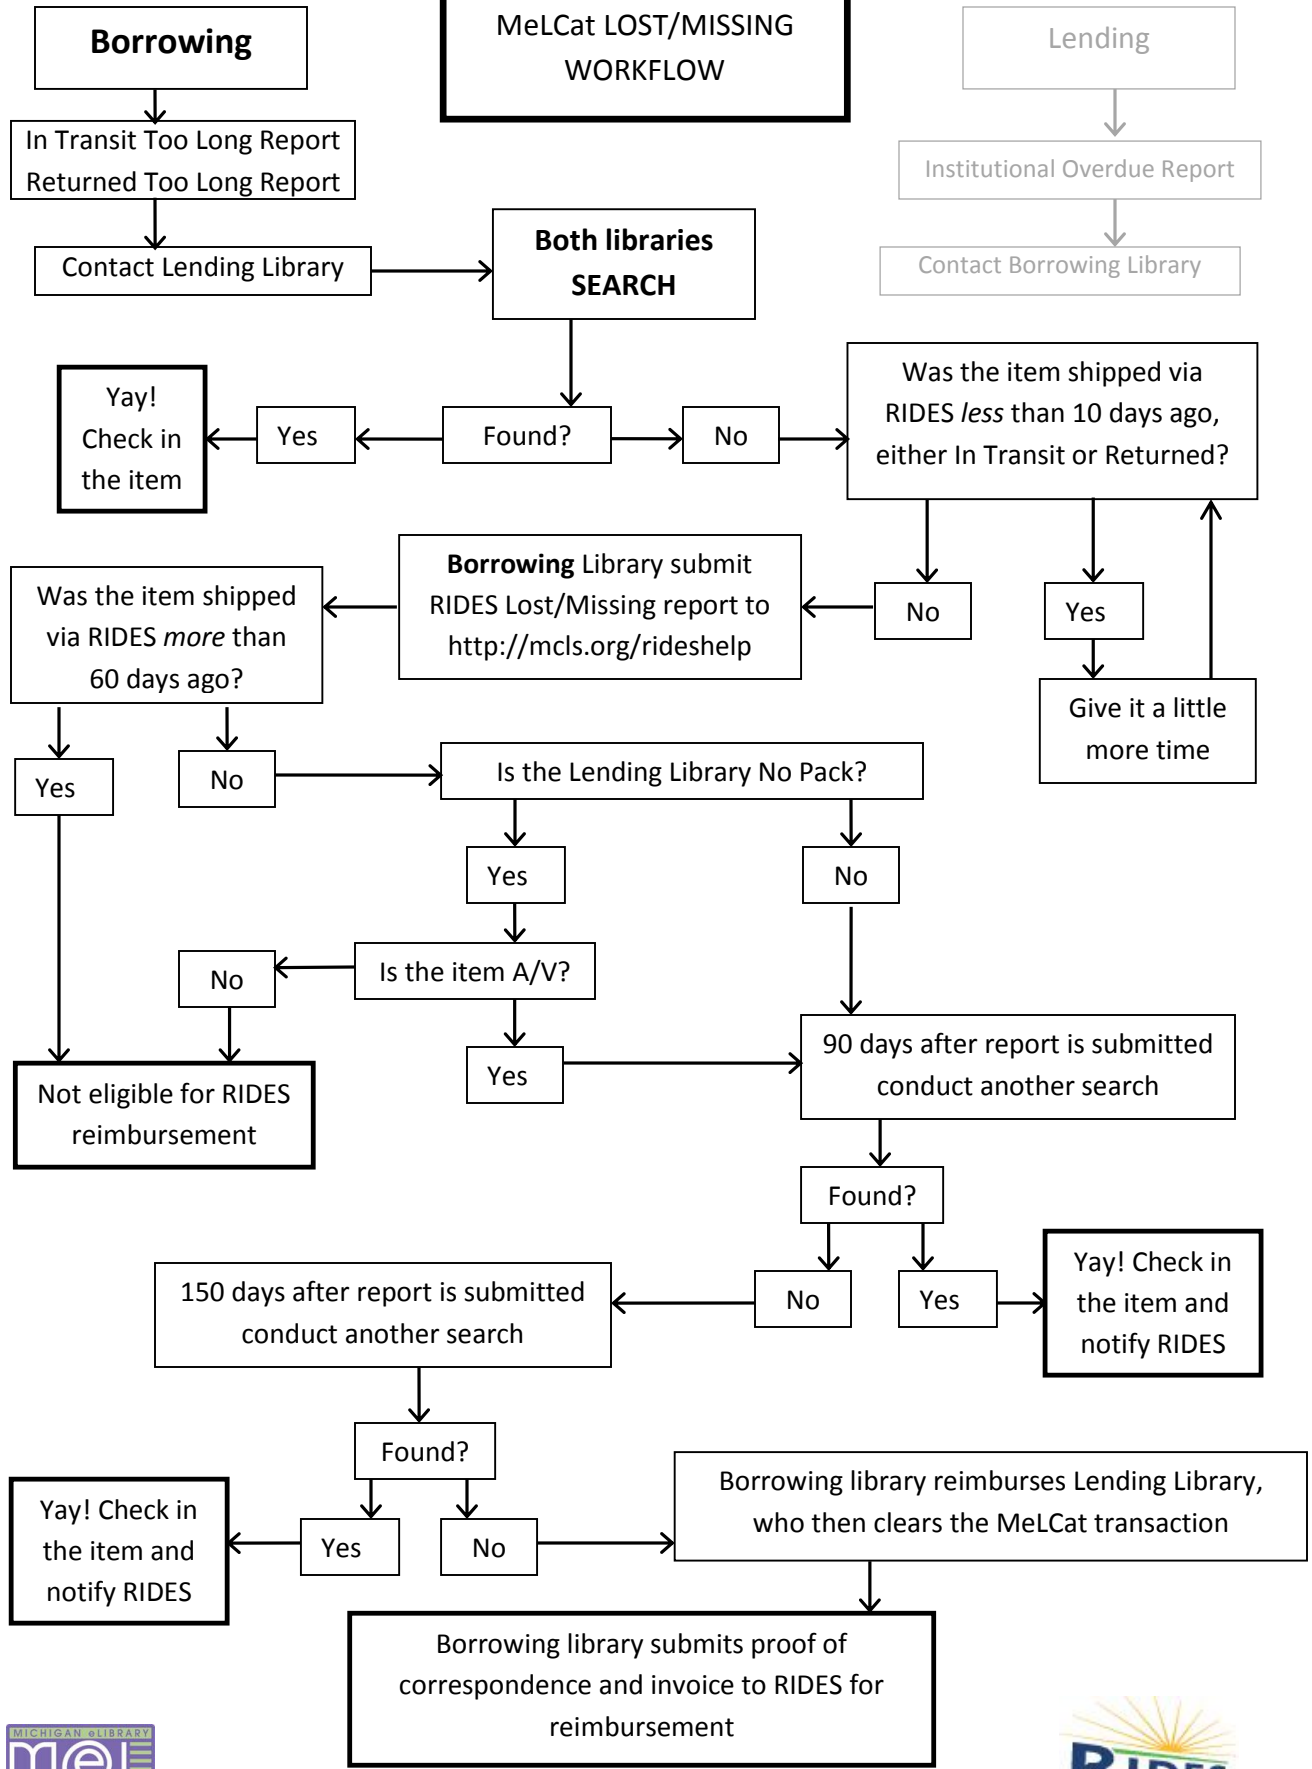 MeLCat LOST/MISSING
WORKFLOW
Borrowing
Lending
In Transit Too Long Report
Returned Too Long Report
Institutional Overdue Report
Contact Lending Library
Both libraries
SEARCH
Contact Borrowing Library
Yay!
Check in
the item
Yes
Found?
No
Was the item shipped via
RIDES less than 10 days ago,
either In Transit or Returned?
Was the item shipped
via RIDES more than
60 days ago?
Borrowing Library submit
RIDES Lost/Missing report to
http://mcls.org/rideshelp
No
Yes
Give it a little
more time
Yes
No
Is the Lending Library No Pack?
Yes
No
No
Is the item A/V?
Yes
90 days after report is submitted
conduct another search
Not eligible for RIDES
reimbursement
Found?
No
Yes
Yay! Check in
the item and
notify RIDES
150 days after report is submitted
conduct another search
Found?
Yay! Check in
the item and
notify RIDES
Yes
No
Borrowing library reimburses Lending Library,
who then clears the MeLCat transaction
Borrowing library submits proof of
correspondence and invoice to RIDES for
reimbursement
MICHIGAN eLIBRARY
mel
RIDES